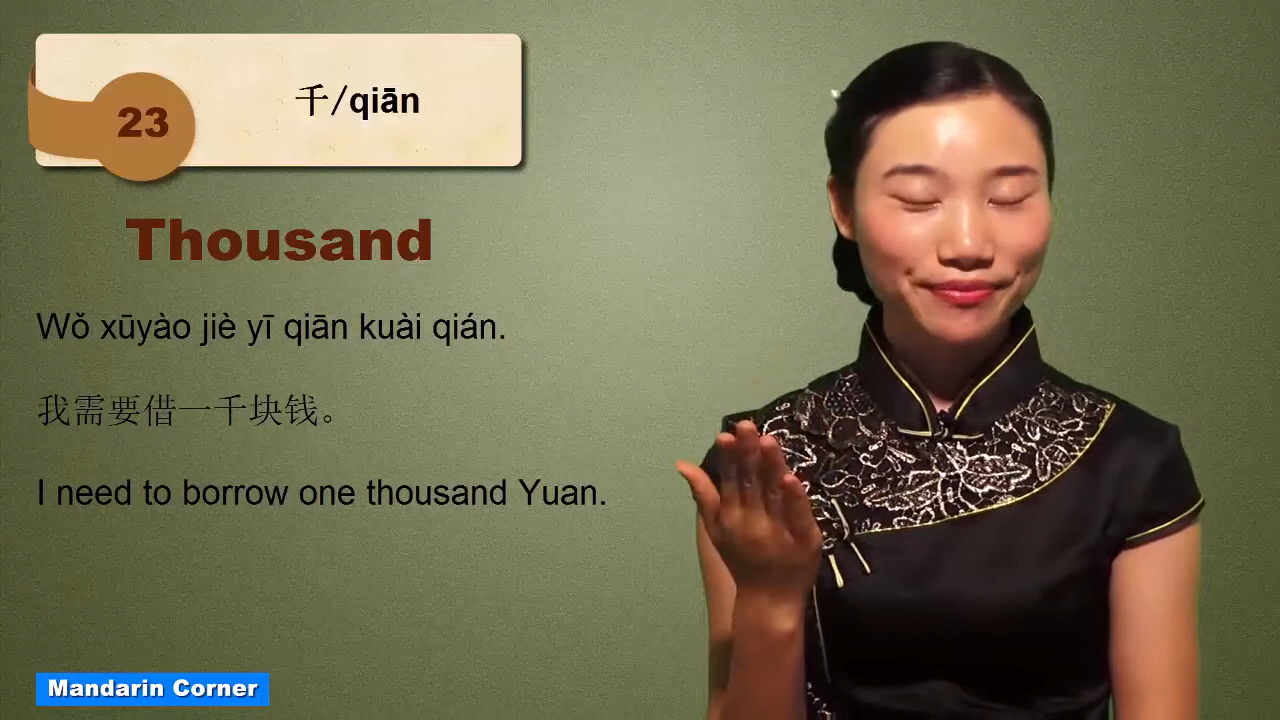 23
千/qiān
Thousand
Wǒ xūyào jiè yī qiān kuài qián.
我需要借一千块钱。
I need to borrow one thousand Yuan.
Mandarin Corner